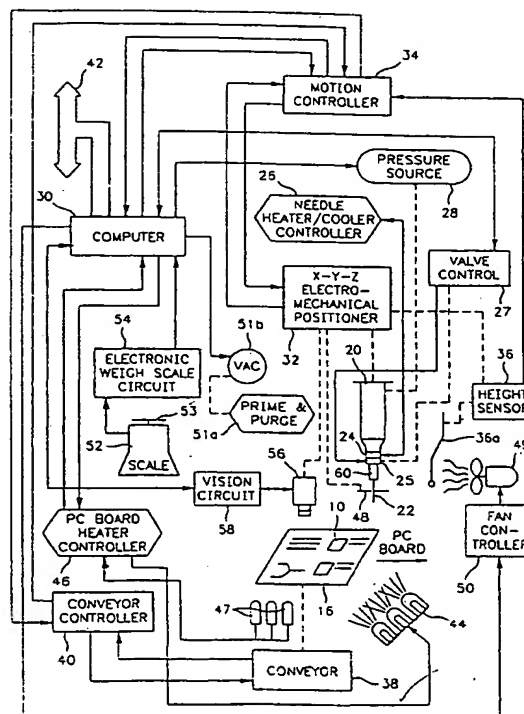 42
34
MOTION
CONTROLLER
30
26
PRESSURE
SOURCE
28
NEEDLE
HEATER/COOLER
CONTROLLER
COMPUTER
X-Y-Z
ELECTRO-
MECHANICAL
POSITIONER
32
VALVE
CONTROL
27
51b
VAC
20
54
ELECTRONIC
WEIGH SCALE
CIRCUIT
36
HEIGHT
SENSOR
53
PRIME &
PURGE
51a
24
36a
49
52
SCALE
60
25
56
VISION
CIRCUIT
58
48
22
PC BOARD
HEATER
CONTROLLER
46
10
PC
BOARD
FAN CON-
TROLLER
50
16
47
44
CONVEYOR
CONTROLLER
40
CONVEYOR
38